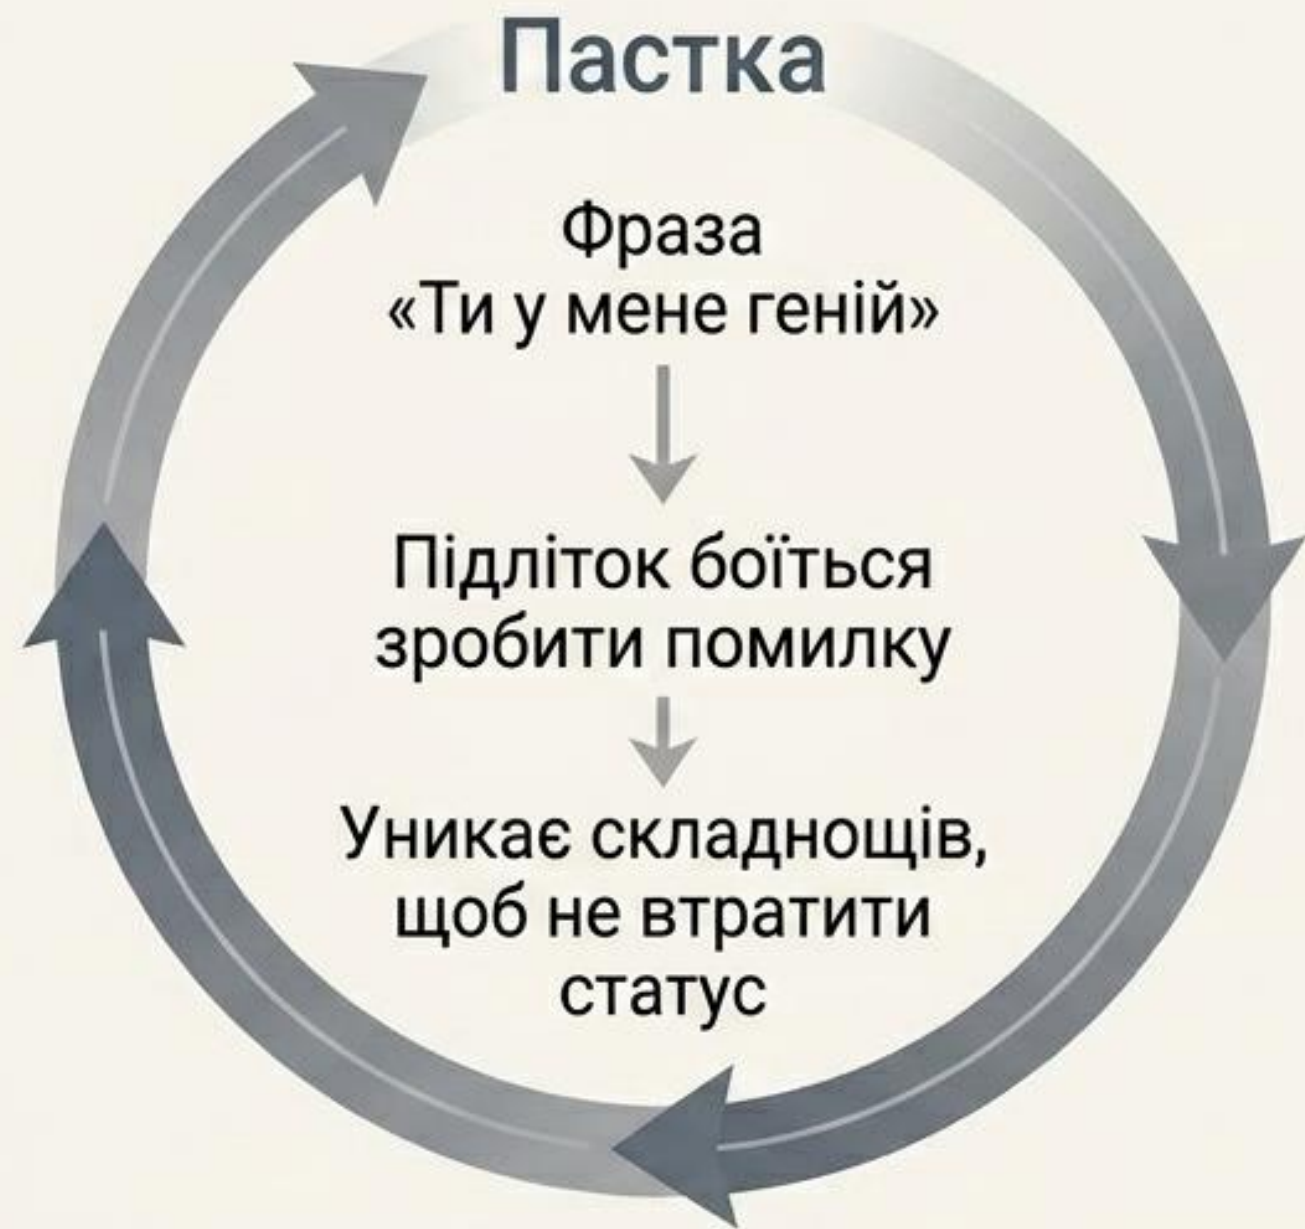 Пастка
Фраза
«Ти у мене геній»
Підліток боїться
зробити помилку
Уникає складнощів,
щоб не втратити
статус